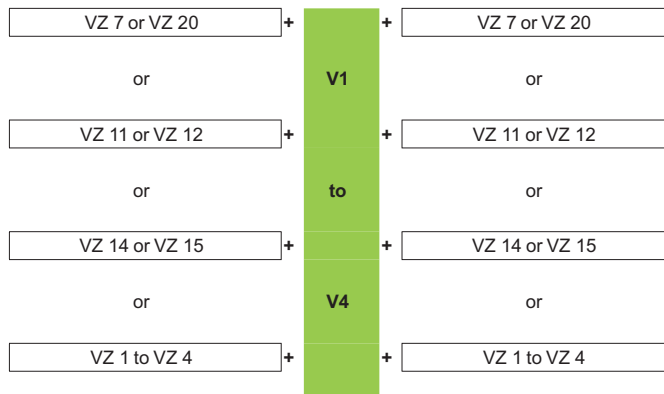 VZ 7 or VZ 20 + + VZ 7 or VZ 20
or V1 or
VZ 11 or VZ 12 + + VZ 11 or VZ 12
or to or
VZ 14 or VZ 15 + + VZ 14 or VZ 15
or V4 or
VZ 1 to VZ 4 + + VZ 1 to VZ 4